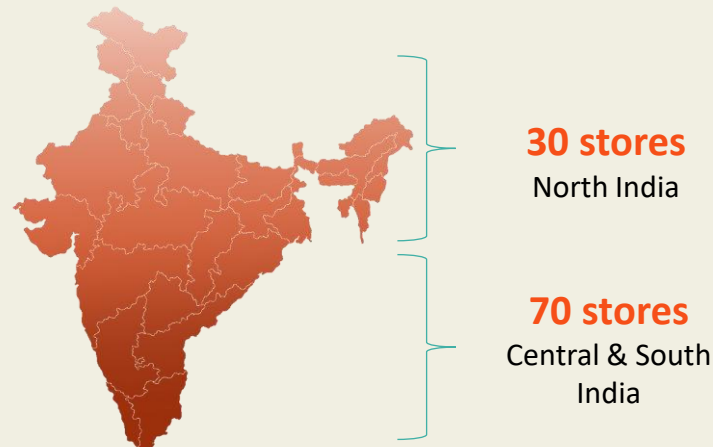 30 stores
North India
70 stores
Central & South
India